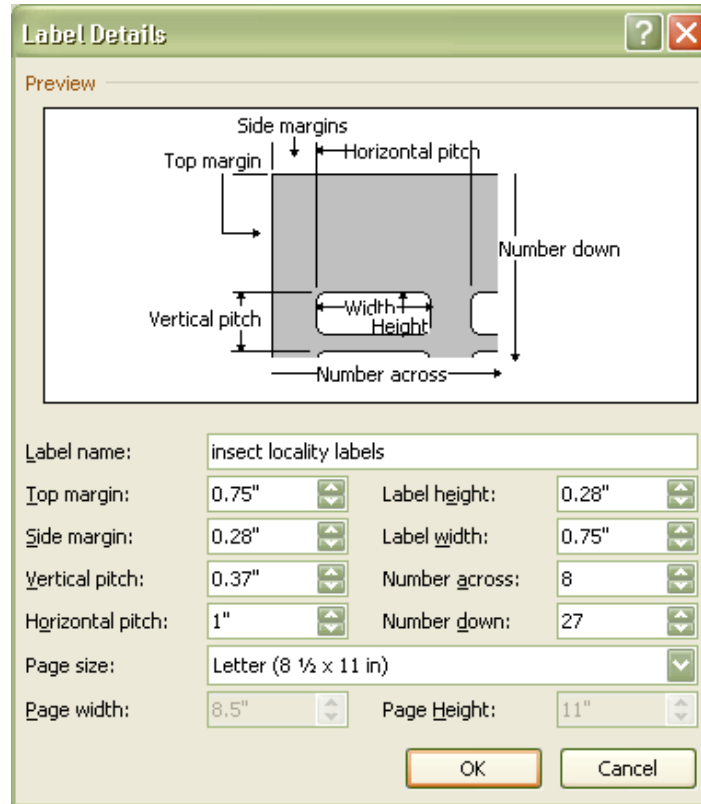 Label Details
Preview
Side margins
Top margin
Horizontal pitch
Number down
Vertical pitch
Width
Height
Number across
Label name: insect locality labels
Top margin: 0.75" Label height: 0.28"
Side margin: 0.28" Label width: 0.75"
Vertical pitch: 0.37" Number across: 8
Horizontal pitch: 1" Number down: 27
Page size: Letter (8 ½ x 11 in)
Page width: 8.5" Page Height: 11"
OK Cancel